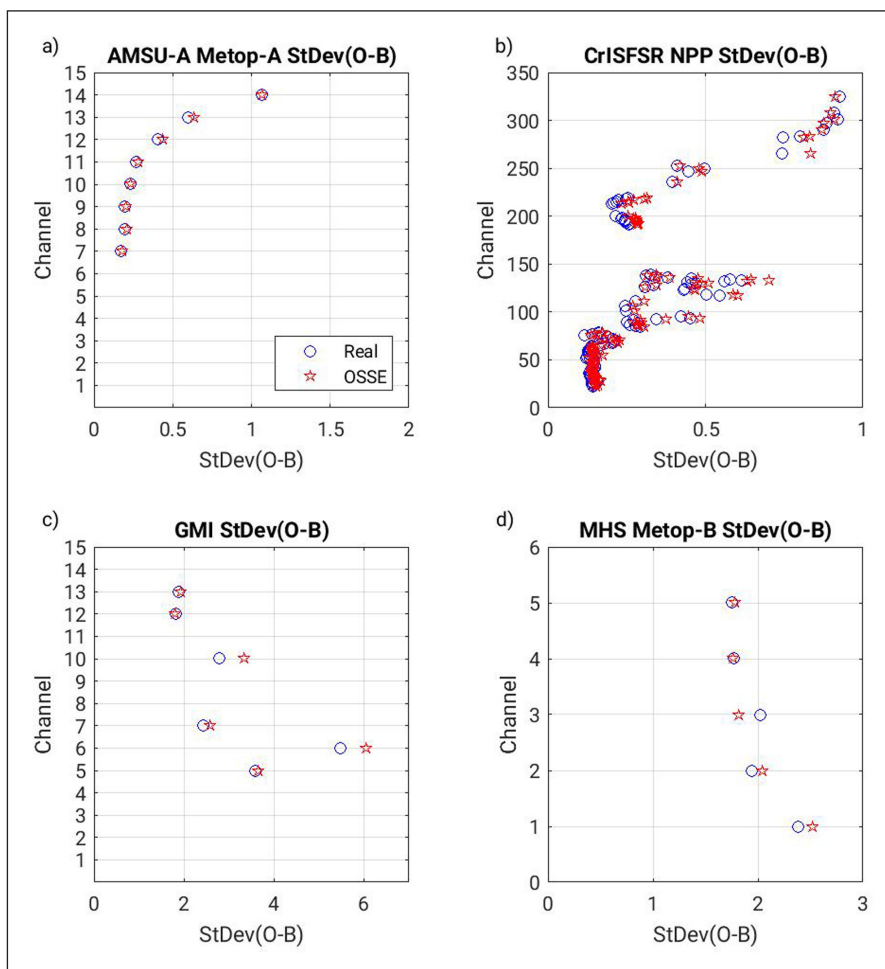 a)
AMSU-A Metop-A StDev(O-B)
15
14
13
12
11
10
9
8
7
6
5
4
3
2
1
Channel
Real
OSSE
0 0.5 1 1.5 2
StDev(O-B)
b)
CrISFSR NPP StDev(O-B)
350
300
250
200
150
100
50
0
Channel
0 0.5 1
StDev(O-B)
c)
GMI StDev(O-B)
15
14
13
12
11
10
9
8
7
6
5
4
3
2
1
Channel
0 2 4 6
StDev(O-B)
d)
MHS Metop-B StDev(O-B)
6
5
4
3
2
1
0
Channel
0 1 2 3
StDev(O-B)